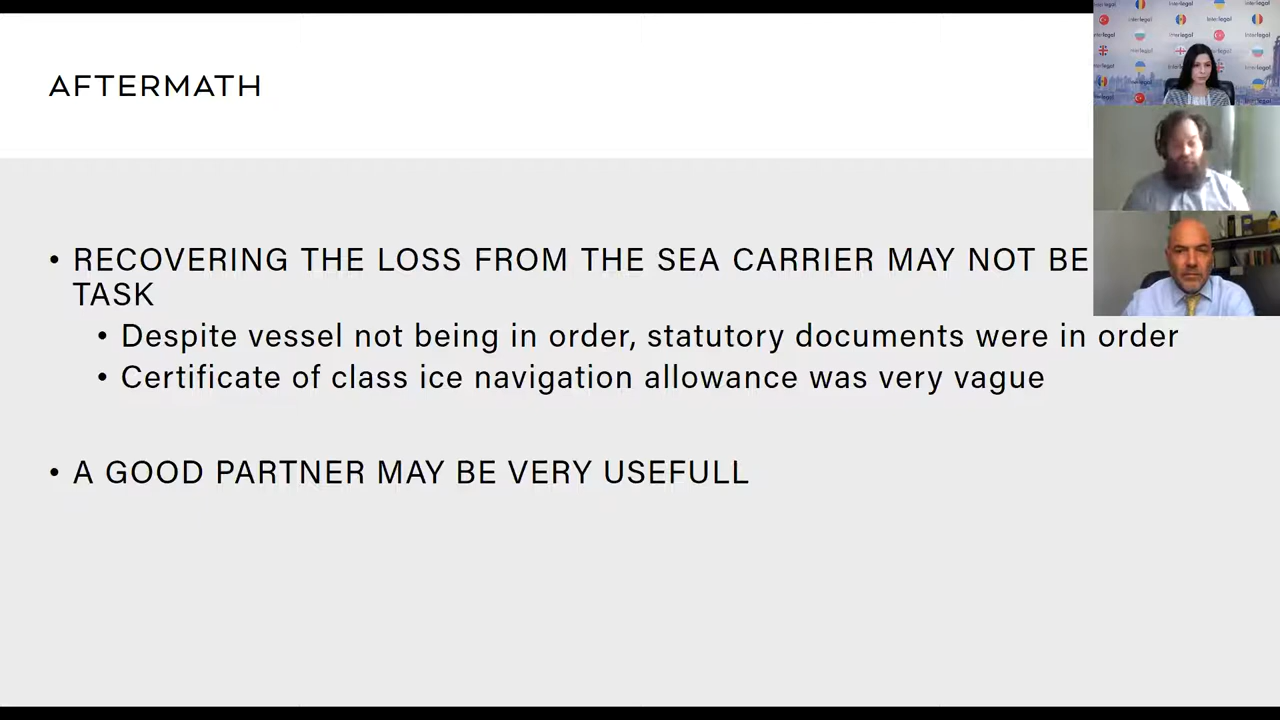 AFTERMATH
• RECOVERING THE LOSS FROM THE SEA CARRIER MAY NOT BE
TASK
• Despite vessel not being in order, statutory documents were in order
• Certificate of class ice navigation allowance was very vague
• A GOOD PARTNER MAY BE VERY USEFULL
Interlegal